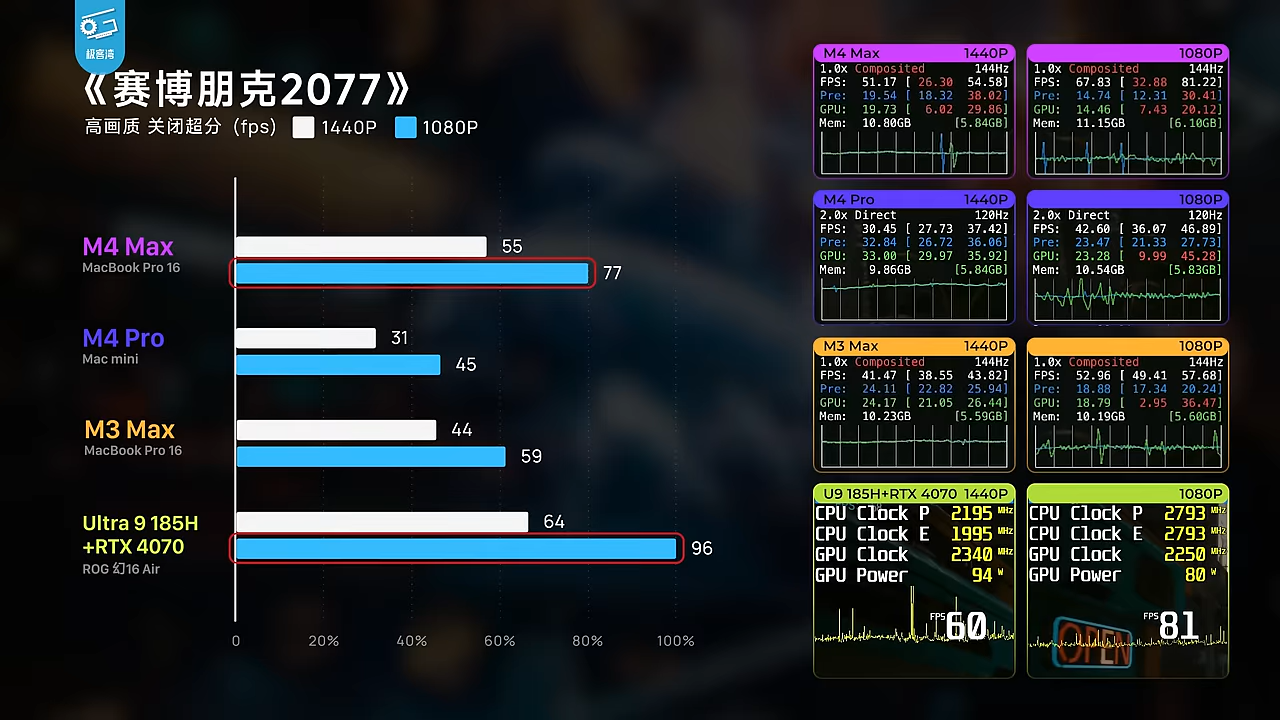 极客湾
《赛博朋克2077》
高画质 关闭超分 (fps) 1440P 1080P
M4 Max
MacBook Pro 16
55
77
M4 Pro
Mac mini
31
45
M3 Max
MacBook Pro 16
44
59
Ultra 9 185H
+RTX 4070
ROG 幻16 Air
64
96
0 20% 40% 60% 80% 100%
M4 Max 1440P
1.0x Composited 144Hz
FPS: 51.17 [ 26.30 54.58]
Pre: 19.54 [ 18.32 38.02]
GPU: 19.73 [ 6.02 29.86]
Mem: 10.80GB [5.84GB]
1080P
1.0x Composited 144Hz
FPS: 67.83 [ 32.88 81.22]
Pre: 14.74 [ 12.31 30.41]
GPU: 14.46 [ 7.43 20.12]
Mem: 11.15GB [6.10GB]
M4 Pro 1440P
2.0x Direct 120Hz
FPS: 30.45 [ 27.73 37.42]
Pre: 32.84 [ 26.72 36.06]
GPU: 33.00 [ 29.97 35.92]
Mem: 9.86GB [5.84GB]
1080P
2.0x Direct 120Hz
FPS: 42.60 [ 36.07 46.89]
Pre: 23.47 [ 21.33 27.73]
GPU: 23.28 [ 9.99 45.28]
Mem: 10.54GB [5.83GB]
M3 Max 1440P
1.0x Composited 144Hz
FPS: 41.47 [ 38.55 43.82]
Pre: 24.11 [ 22.82 25.94]
GPU: 24.17 [ 21.05 26.44]
Mem: 10.23GB [5.59GB]
1080P
1.0x Composited 144Hz
FPS: 52.96 [ 49.41 57.68]
Pre: 18.88 [ 17.34 20.24]
GPU: 18.79 [ 2.95 36.47]
Mem: 10.19GB [5.60GB]
U9 185H+RTX 4070 1440P
CPU Clock P 2195 MHz
CPU Clock E 1995 MHz
GPU Clock 2340 MHz
GPU Power 94 W
FPS 60
1080P
CPU Clock P 2793 MHz
CPU Clock E 2793 MHz
GPU Clock 2250 MHz
GPU Power 80 W
FPS 81
OPEN